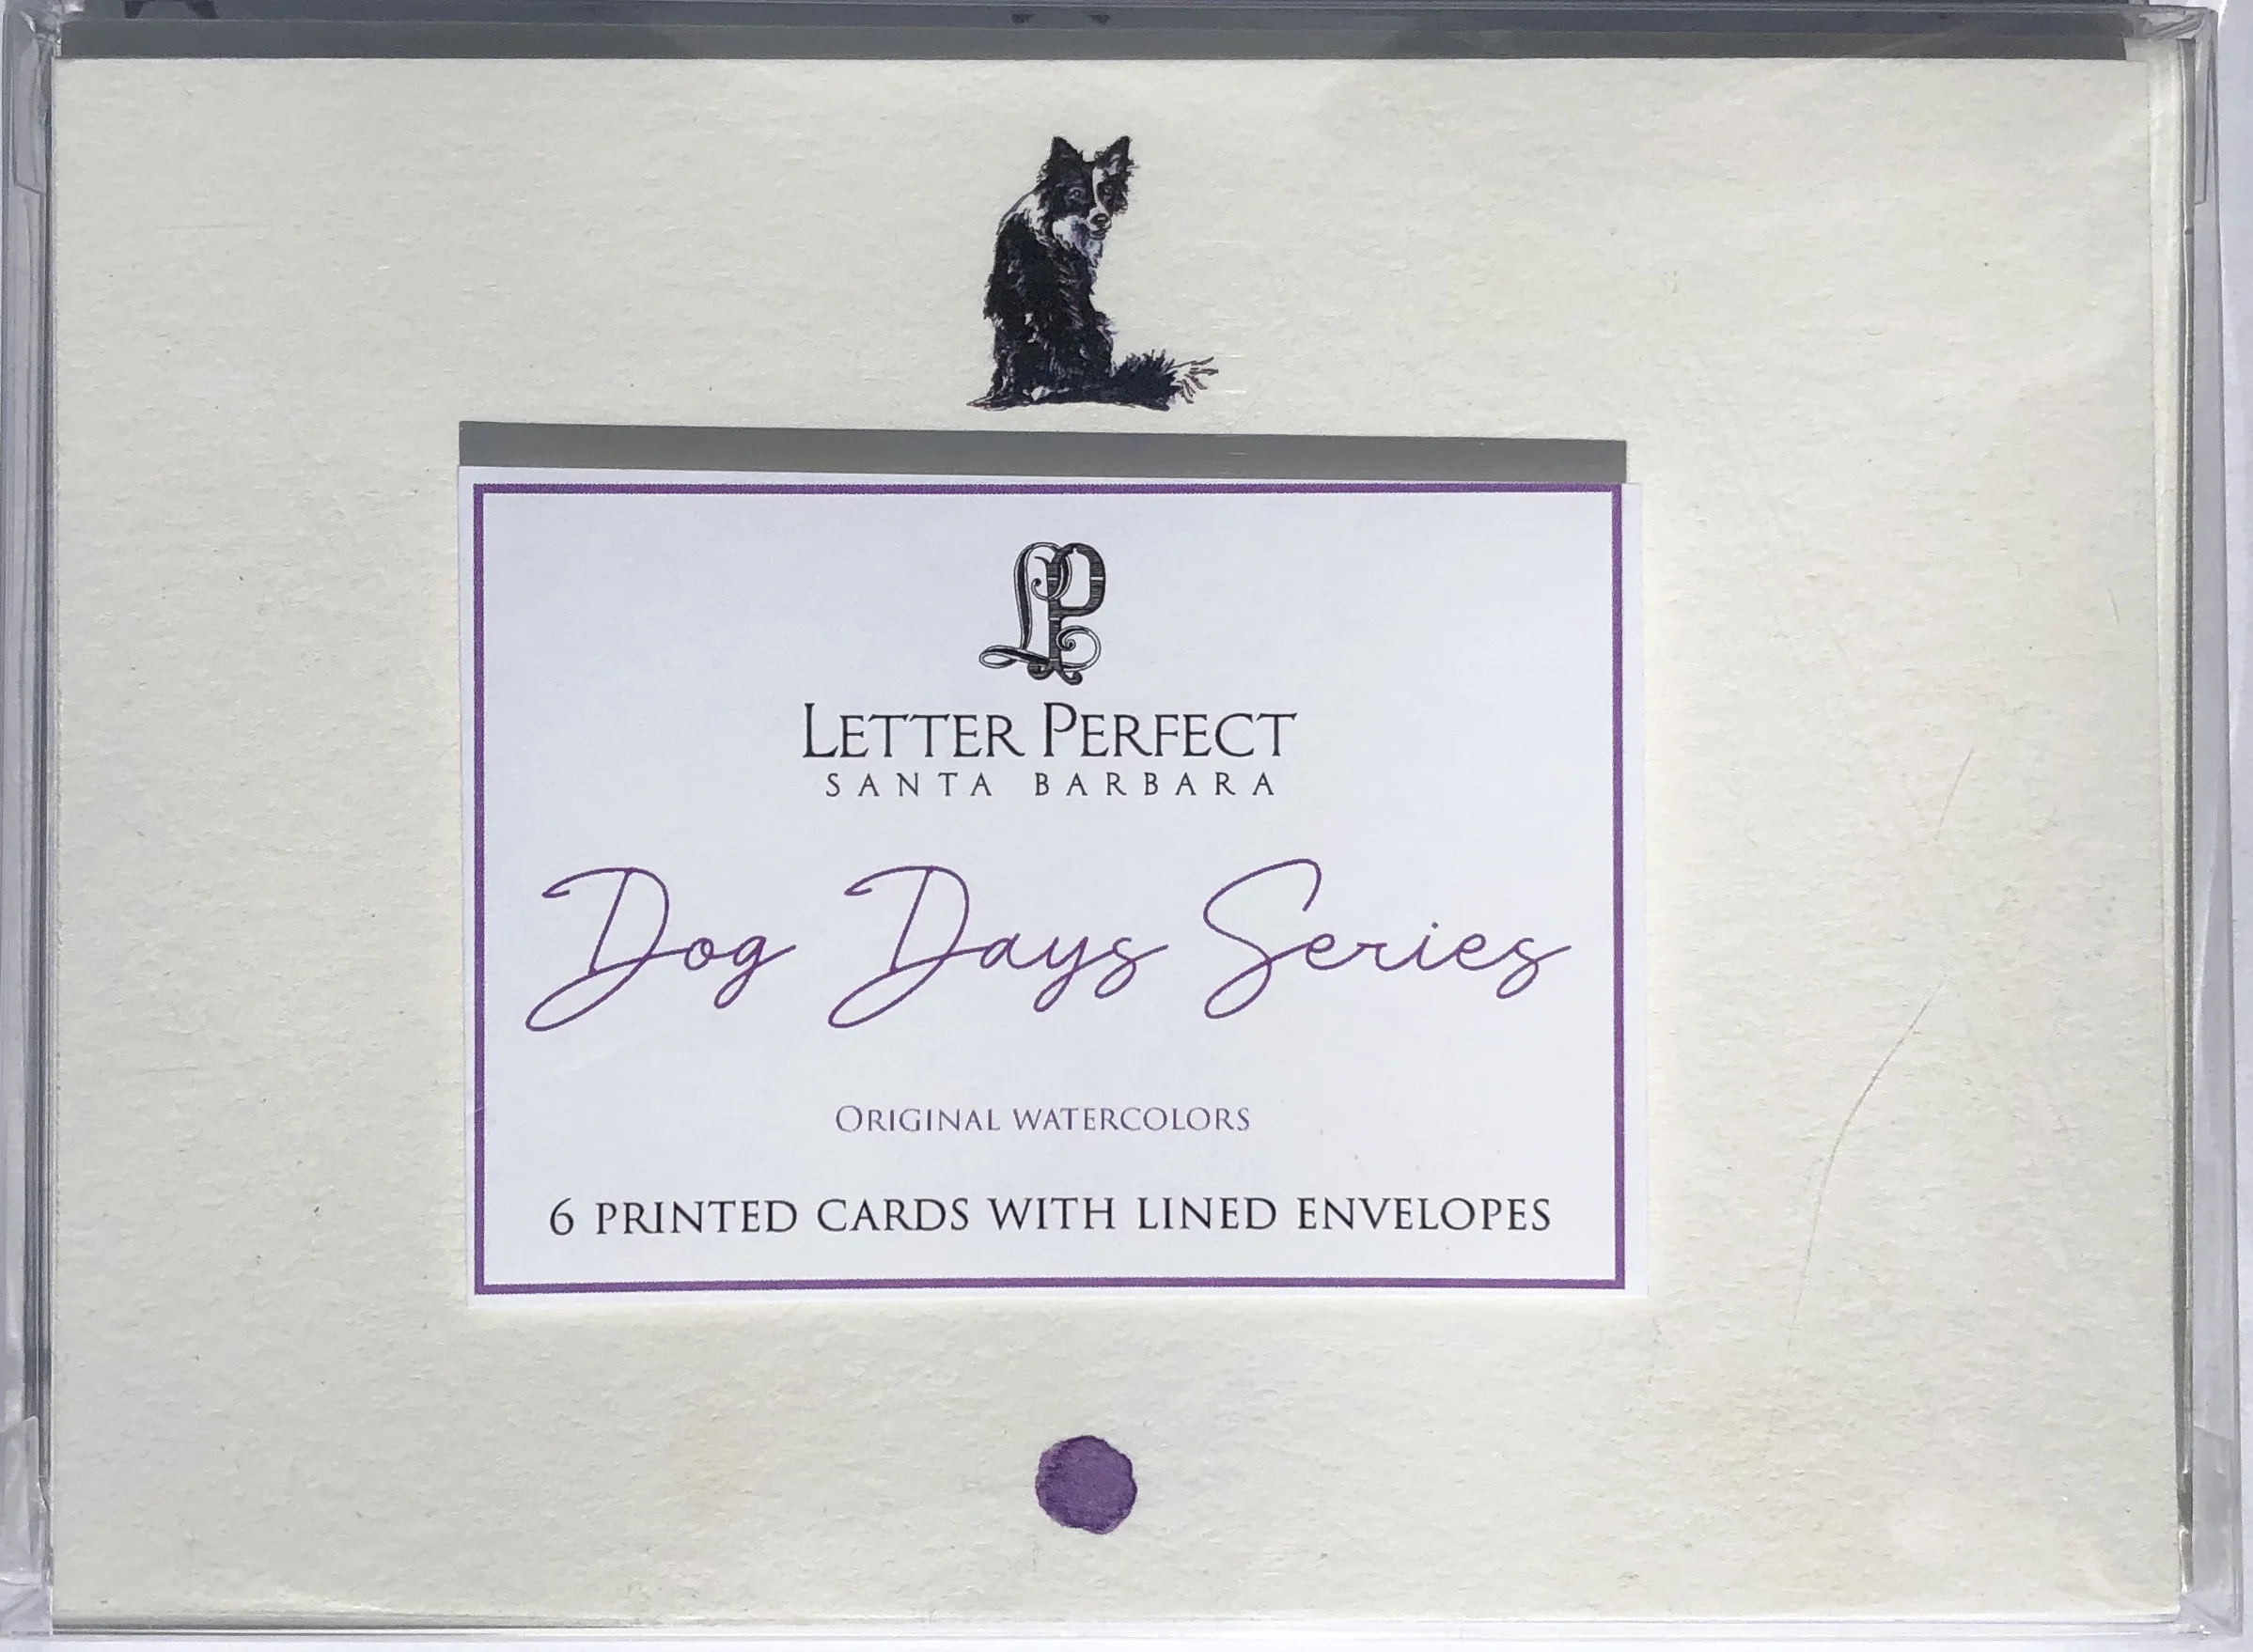 LP
LETTER PERFECT
SANTA BARBARA
Dog Days Series
ORIGINAL WATERCOLORS
6 PRINTED CARDS WITH LINED ENVELOPES